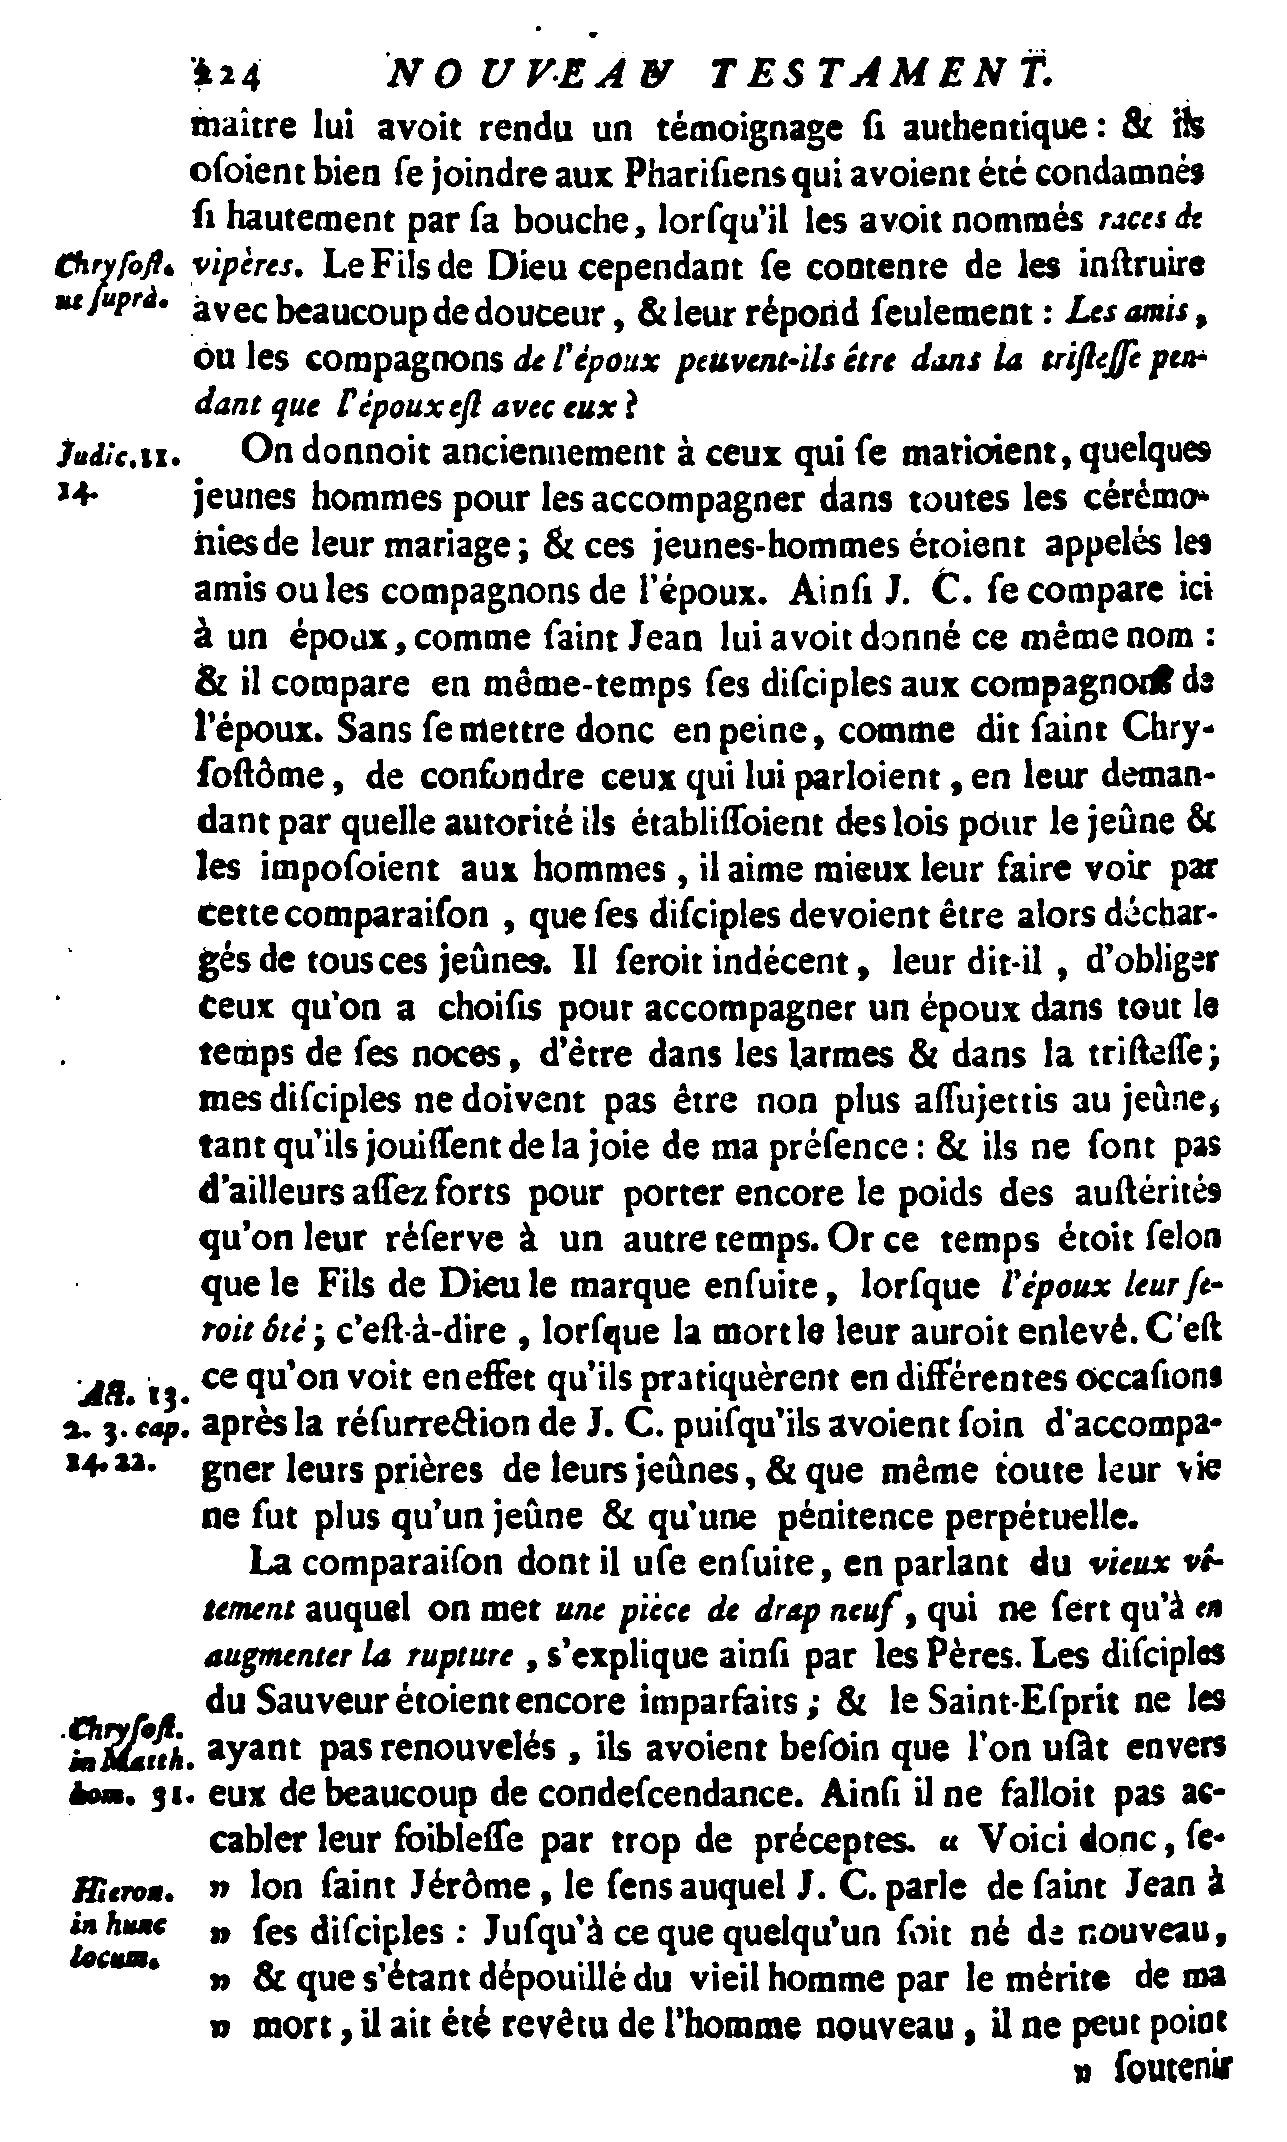 224 NOUVEAU TESTAMENT.
maître lui avoit rendu un témoignage ſi authentique : & ils
oſoient bien ſe joindre aux Phariſiens qui avoient été condamnés
ſi hautement par ſa bouche, lorſqu'il les avoit nommés races de
Chryſoſt. vipères. Le Fils de Dieu cependant ſe contente de les inſtruire
ut ſuprà. avec beaucoup de douceur, & leur répond ſeulement : Les amis,
ou les compagnons de l'époux peuvent-ils être dans la triſteſſe pen-
dant que l'époux eſt avec eux ?
Judic. 11. On donnoit anciennement à ceux qui ſe marioient, quelques
14. jeunes hommes pour les accompagner dans toutes les cérémo-
nies de leur mariage ; & ces jeunes-hommes étoient appelés les
amis ou les compagnons de l'époux. Ainſi J. C. ſe compare ici
à un époux, comme ſaint Jean lui avoit donné ce même nom :
& il compare en même-temps ſes diſciples aux compagnons de
l'époux. Sans ſe mettre donc en peine, comme dit ſaint Chry-
ſoſtôme, de confondre ceux qui lui parloient, en leur deman-
dant par quelle autorité ils établiſſoient des lois pour le jeûne &
les impoſoient aux hommes, il aime mieux leur faire voir par
cette comparaiſon, que ſes diſciples devoient être alors déchar-
gés de tous ces jeûnes. Il ſeroit indécent, leur dit-il, d'obliger
ceux qu'on a choiſis pour accompagner un époux dans tout le
temps de ſes noces, d'être dans les larmes & dans la triſteſſe ;
mes diſciples ne doivent pas être non plus aſſujettis au jeûne,
tant qu'ils jouiſſent de la joie de ma préſence : & ils ne ſont pas
d'ailleurs aſſez forts pour porter encore le poids des auſtérités
qu'on leur réſerve à un autre temps. Or ce temps étoit ſelon
que le Fils de Dieu le marque enſuite, lorſque l'époux leur ſe-
roit ôté ; c'eſt-à-dire, lorſque la mort le leur auroit enlevé. C'eſt
Act. 13. ce qu'on voit en effet qu'ils pratiquèrent en différentes occaſions
2. 3. cap. après la réſurrection de J. C. puiſqu'ils avoient ſoin d'accompa-
14. 22. gner leurs prières de leurs jeûnes, & que même toute leur vie
ne fut plus qu'un jeûne & qu'une pénitence perpétuelle.
La comparaiſon dont il uſe enſuite, en parlant du vieux vê-
tement auquel on met une pièce de drap neuf, qui ne ſert qu'à en
augmenter la rupture, s'explique ainſi par les Pères. Les diſciples
du Sauveur étoient encore imparfaits ; & le Saint-Eſprit ne les
Chryſoſt.
in Matth. ayant pas renouvelés, ils avoient beſoin que l'on uſât envers
hom. 31. eux de beaucoup de condeſcendance. Ainſi il ne falloit pas ac-
cabler leur foibleſſe par trop de préceptes. « Voici donc, ſe-
Hieron. » lon ſaint Jérôme, le ſens auquel J. C. parle de ſaint Jean à
in hunc » ſes diſciples : Juſqu'à ce que quelqu'un ſoit né de nouveau,
locum.
» & que s'étant dépouillé du vieil homme par le mérite de ma
» mort, il ait été revêtu de l'homme nouveau, il ne peut point
» ſoutenir